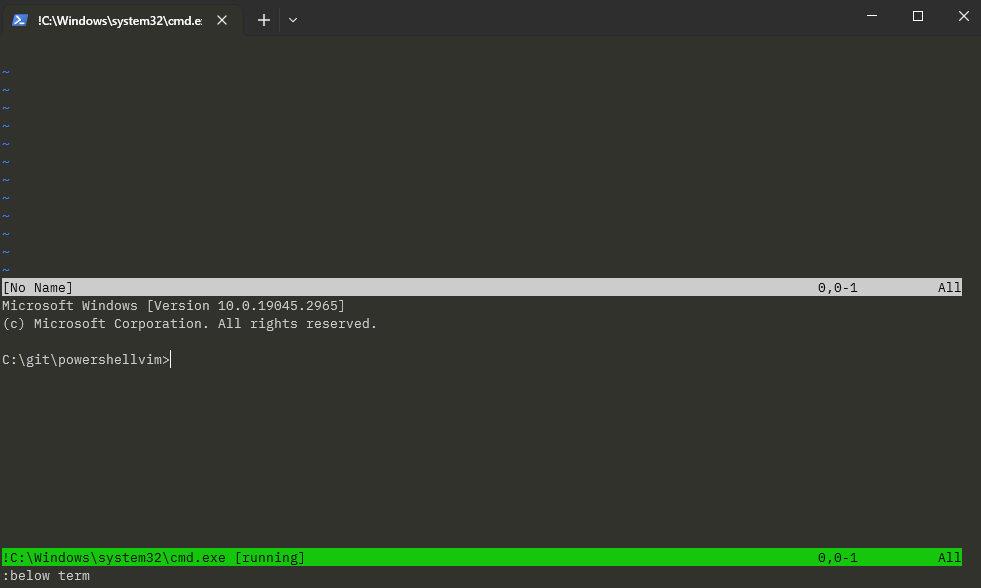 !C:\Windows\system32\cmd.e
~
~
~
~
~
~
~
~
~
~
~
~
[No Name] 0,0-1 All
Microsoft Windows [Version 10.0.19045.2965]
(c) Microsoft Corporation. All rights reserved.
C:\git\powershellvim>
!C:\Windows\system32\cmd.exe [running] 0,0-1 All
:below term